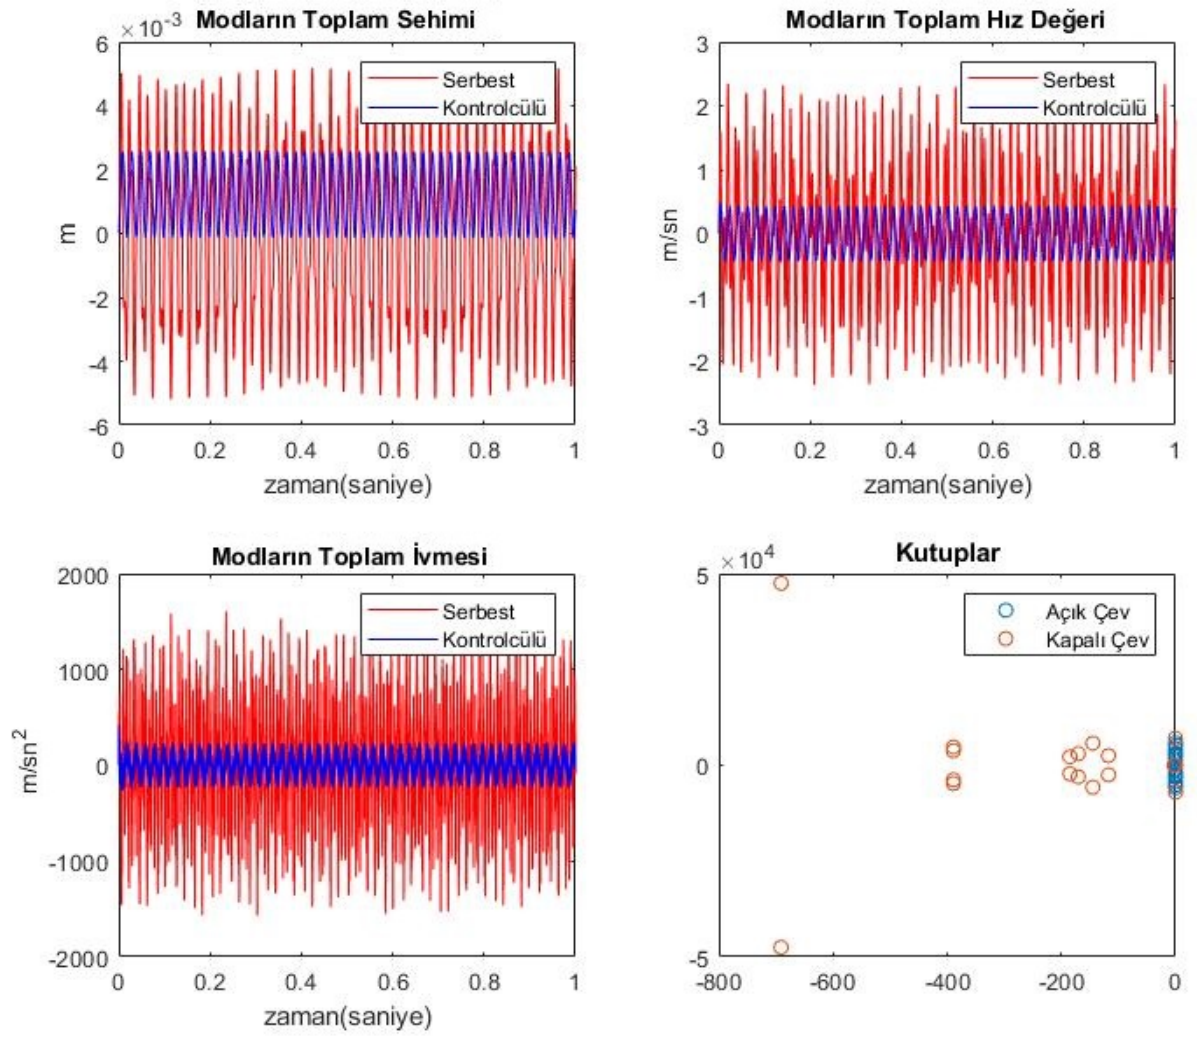 Modların Toplam Sehimi
×10⁻³
6
4
2
0
-2
-4
-6
m
0 0.2 0.4 0.6 0.8 1
zaman(saniye)
Serbest
Kontrolcülü
Modların Toplam Hız Değeri
3
2
1
0
-1
-2
-3
m/sn
0 0.2 0.4 0.6 0.8 1
zaman(saniye)
Serbest
Kontrolcülü
Modların Toplam İvmesi
2000
1000
0
-1000
-2000
m/sn²
0 0.2 0.4 0.6 0.8 1
zaman(saniye)
Serbest
Kontrolcülü
Kutuplar
×10⁴
5
0
-5
-800 -600 -400 -200 0
Açık Çev
Kapalı Çev